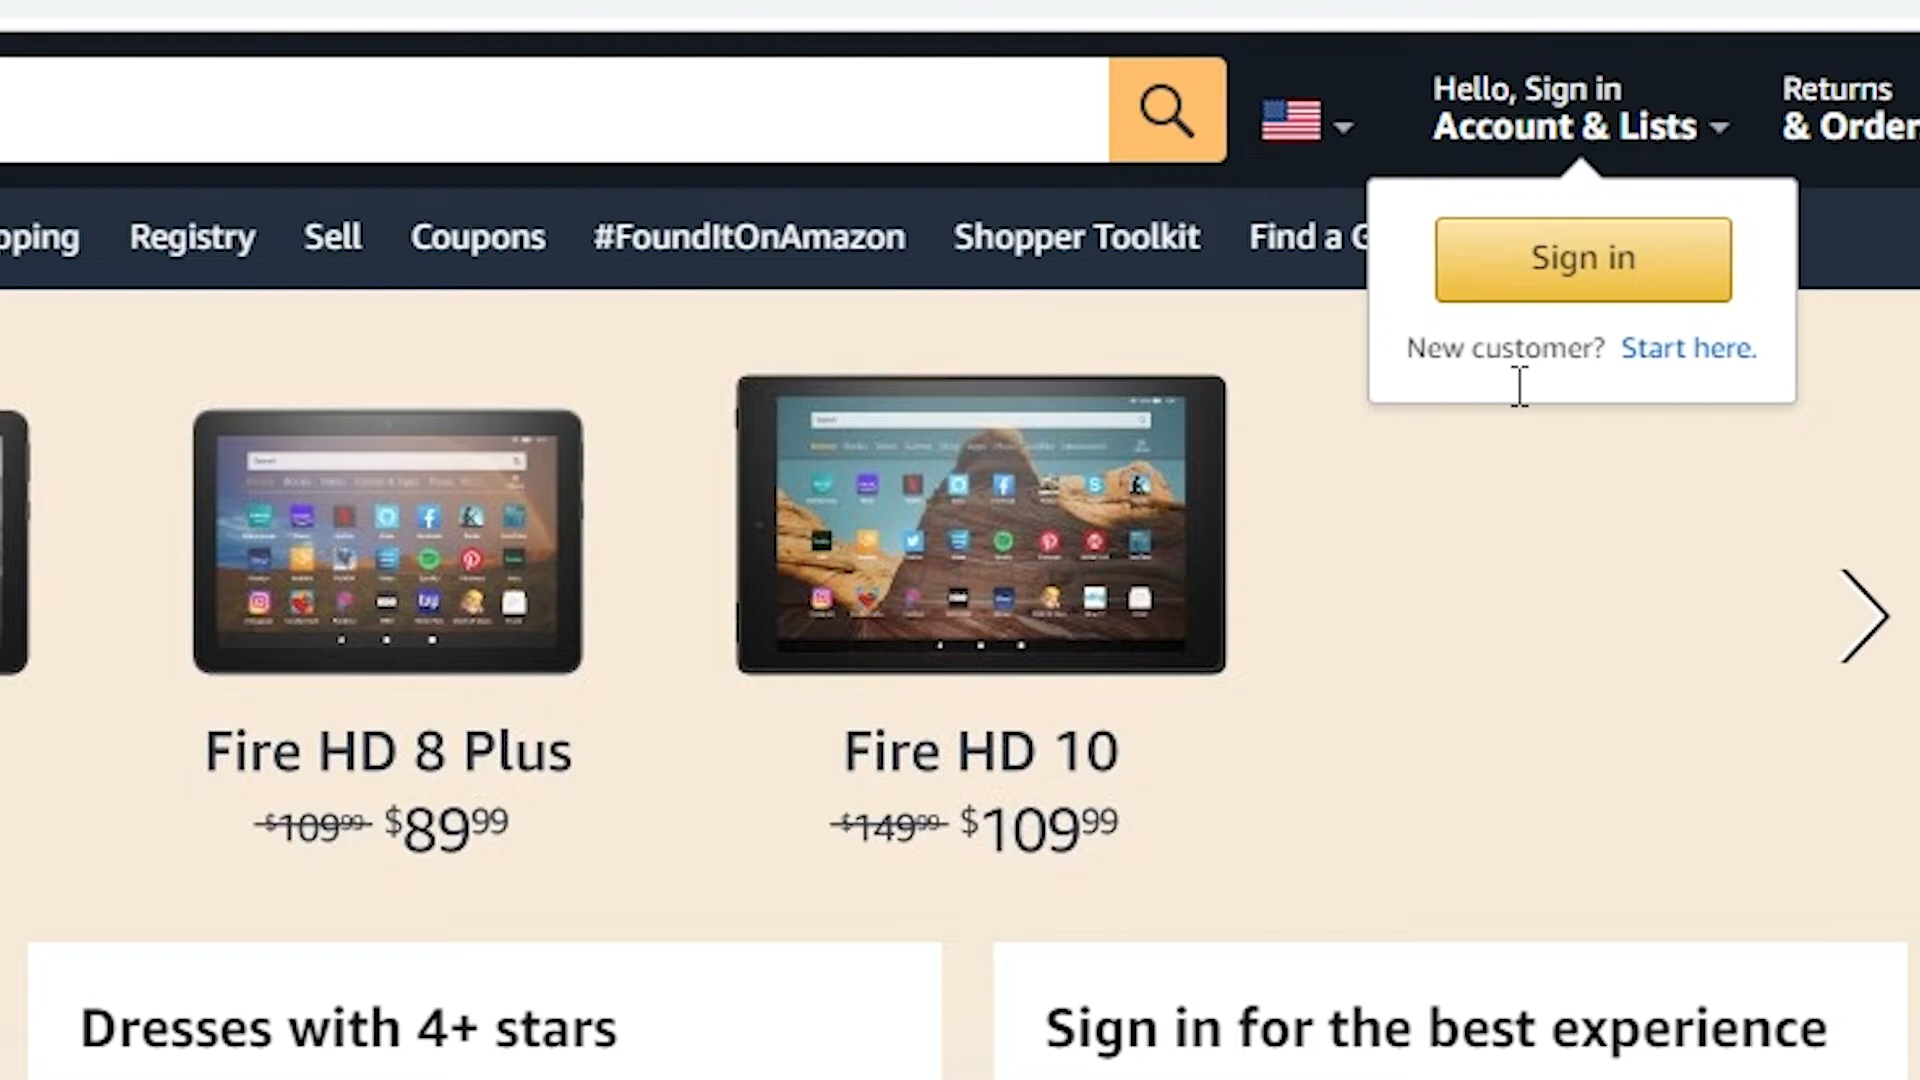 Hello, Sign in
Account & Lists
Returns
& Order
pping Registry Sell Coupons #FoundItOnAmazon Shopper Toolkit Find a G
Sign in
New customer? Start here.
Fire HD 8 Plus
$109.99 $89.99
Fire HD 10
$149.99 $109.99
Dresses with 4+ stars
Sign in for the best experience